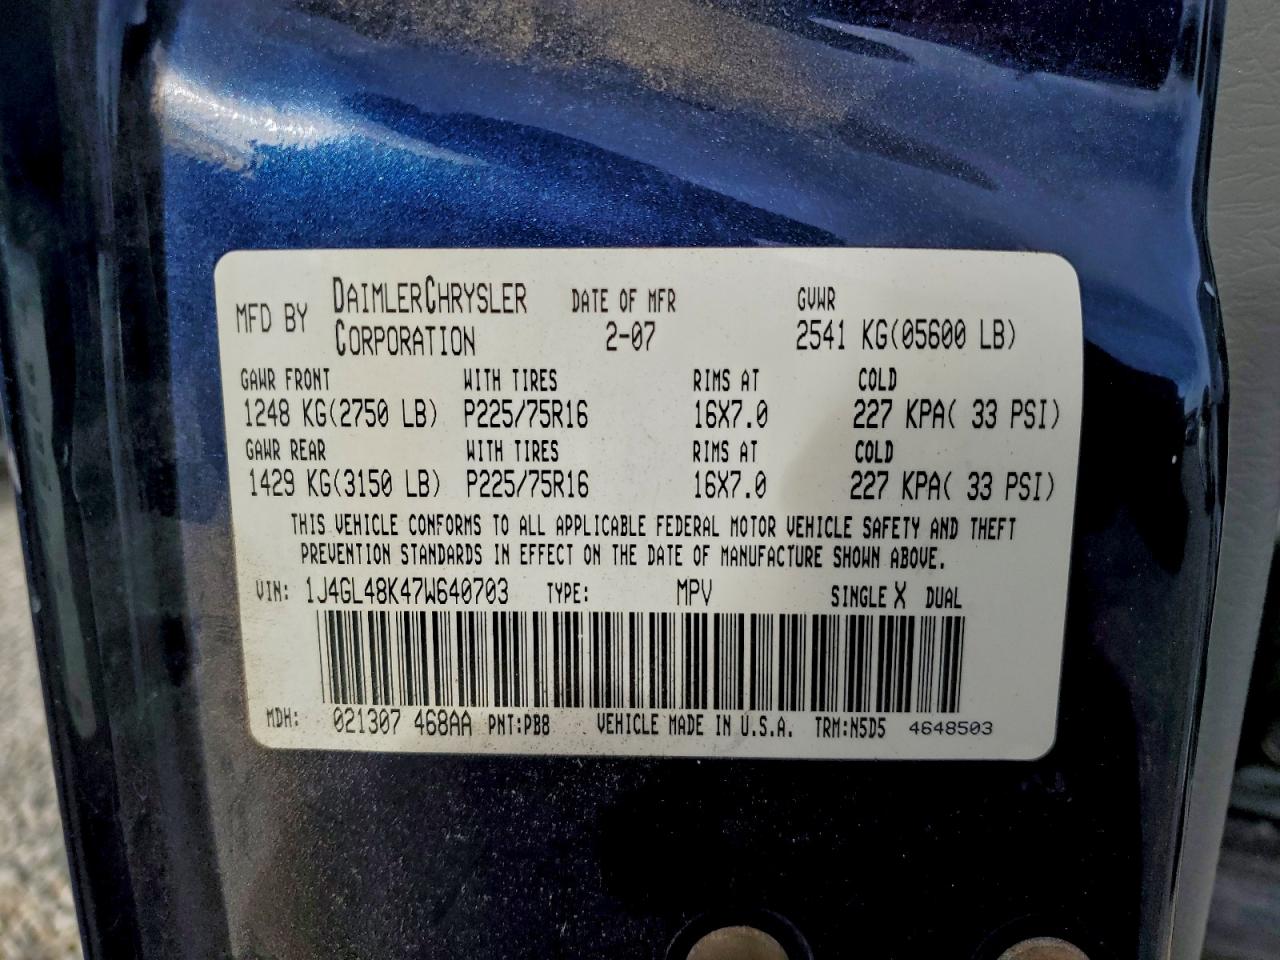 MFD BY DAIMLERCHRYSLER CORPORATION DATE OF MFR 2-07 GVWR 2541 KG(05600 LB)
GAWR FRONT WITH TIRES RIMS AT COLD
1248 KG(2750 LB) P225/75R16 16X7.0 227 KPA( 33 PSI)
GAWR REAR WITH TIRES RIMS AT COLD
1429 KG(3150 LB) P225/75R16 16X7.0 227 KPA( 33 PSI)
THIS VEHICLE CONFORMS TO ALL APPLICABLE FEDERAL MOTOR VEHICLE SAFETY AND THEFT
PREVENTION STANDARDS IN EFFECT ON THE DATE OF MANUFACTURE SHOWN ABOVE.
VIN: 1J4GL48K47W640703 TYPE: MPV SINGLE X DUAL
MDH: 021307 468AA PNT:PB8 VEHICLE MADE IN U.S.A. TRM:N5D5 4648503